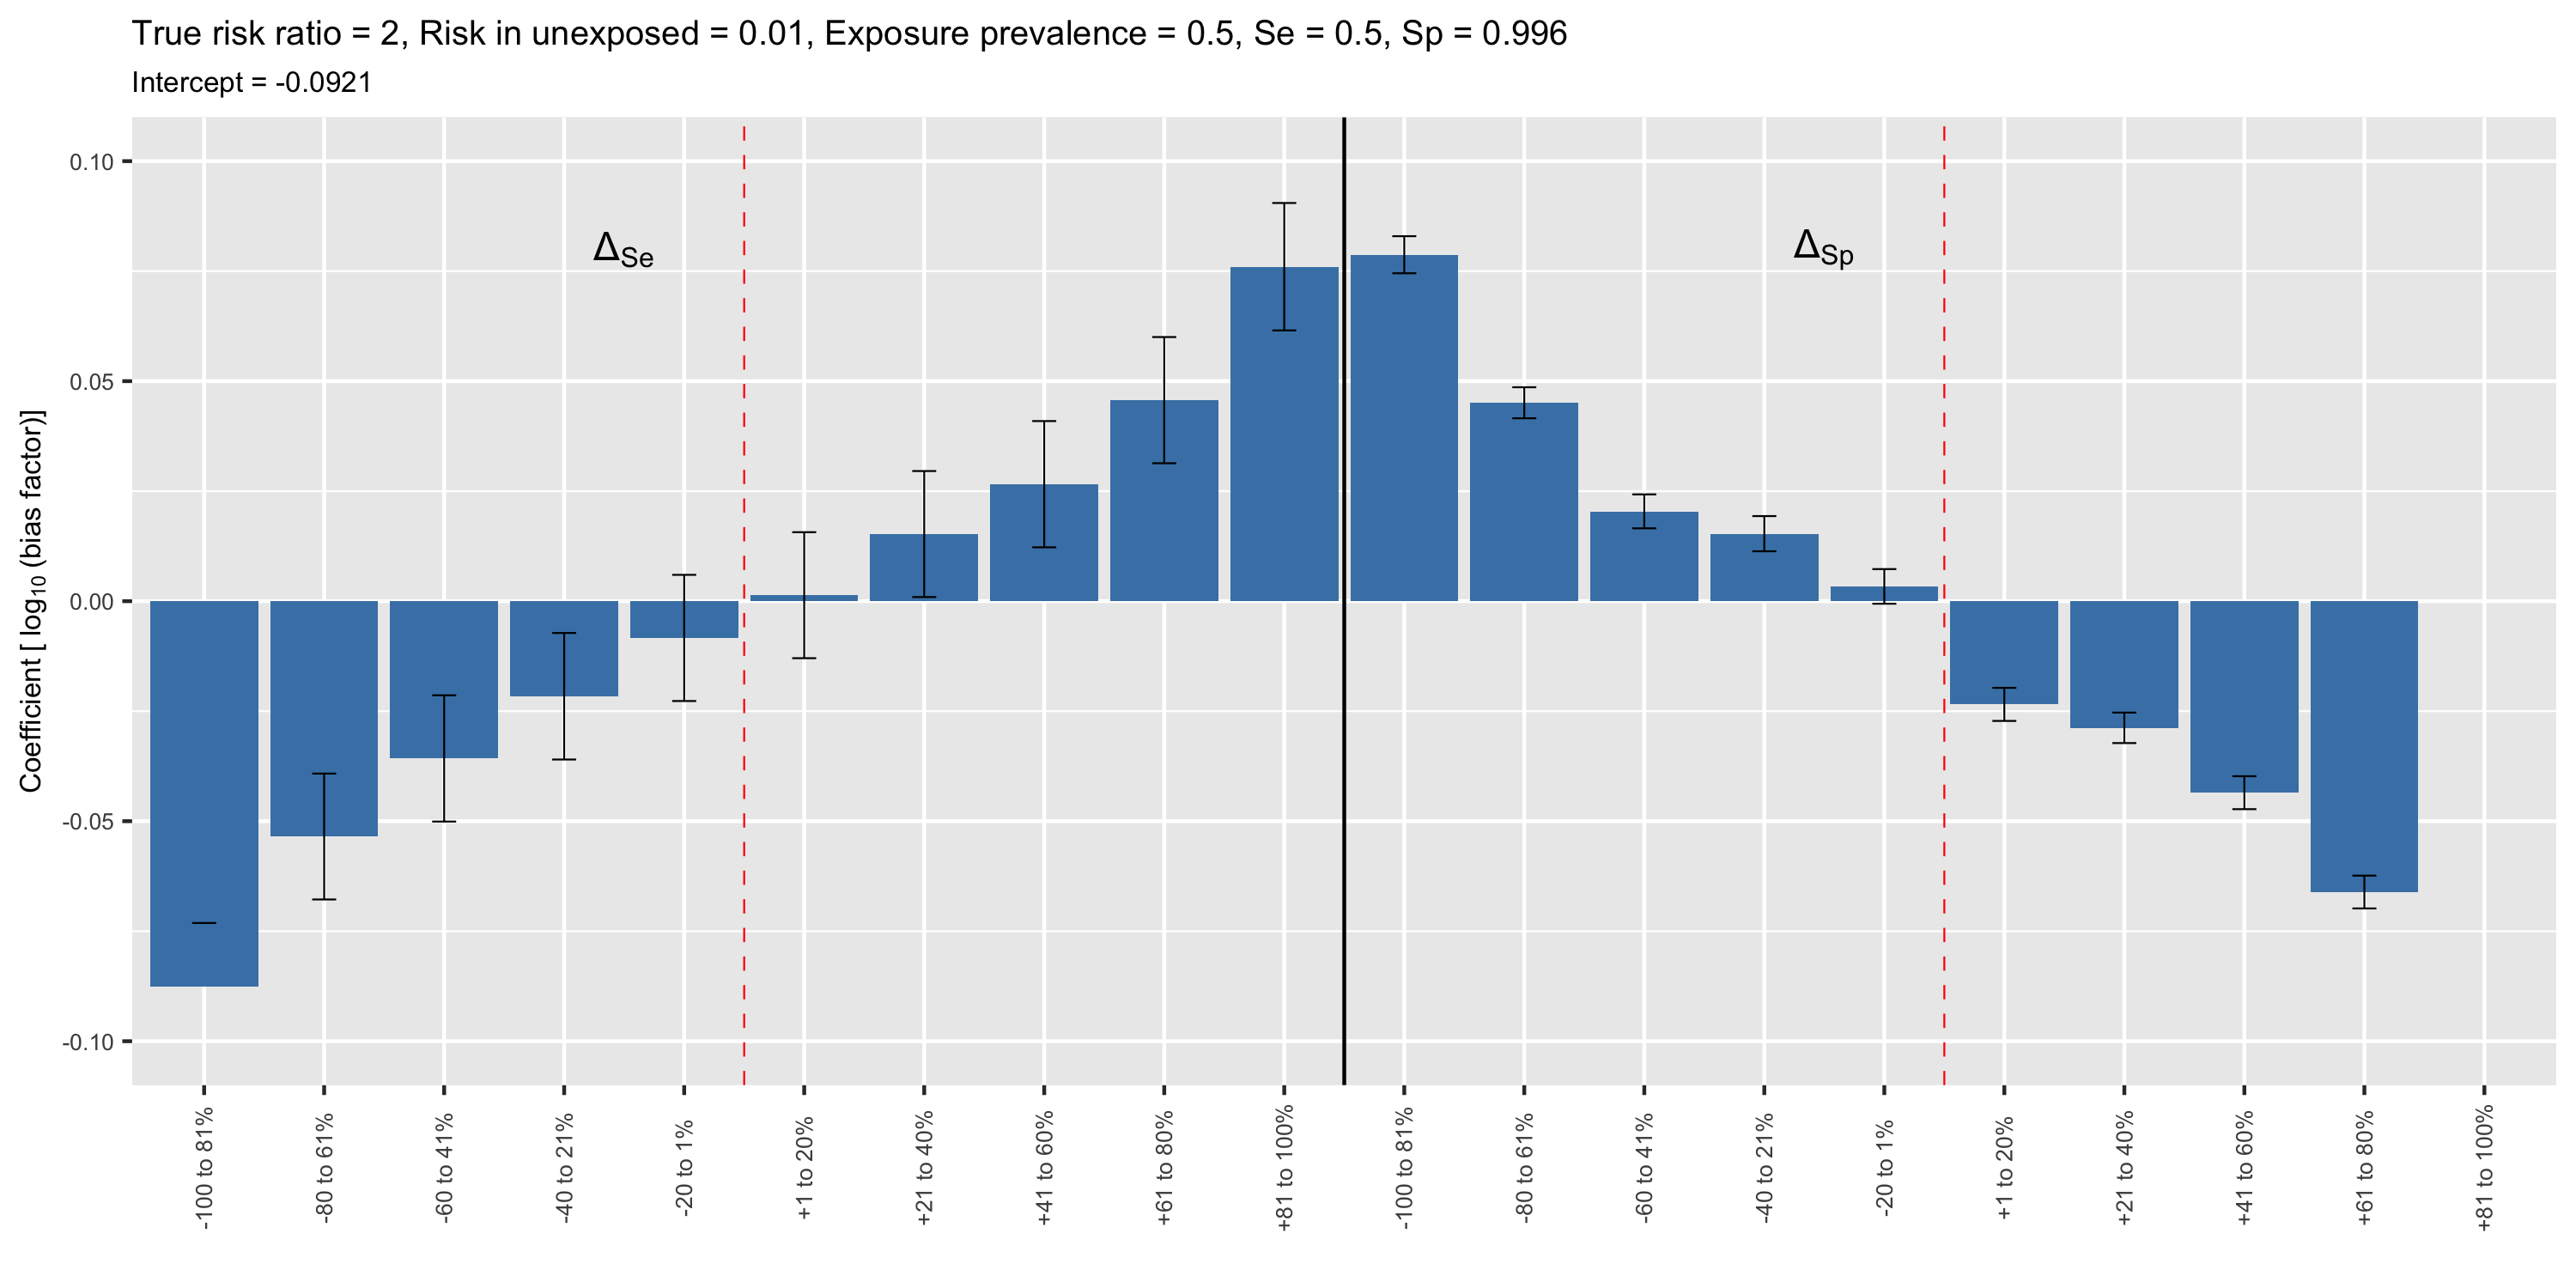 True risk ratio = 2, Risk in unexposed = 0.01, Exposure prevalence = 0.5, Se = 0.5, Sp = 0.996
Intercept = -0.0921
Coefficient [ log10 (bias factor)]
0.10
0.05
0.00
-0.05
-0.10
ΔSe
ΔSp
-100 to 81%
-80 to 61%
-60 to 41%
-40 to 21%
-20 to 1%
+1 to 20%
+21 to 40%
+41 to 60%
+61 to 80%
+81 to 100%
-100 to 81%
-80 to 61%
-60 to 41%
-40 to 21%
-20 to 1%
+1 to 20%
+21 to 40%
+41 to 60%
+61 to 80%
+81 to 100%